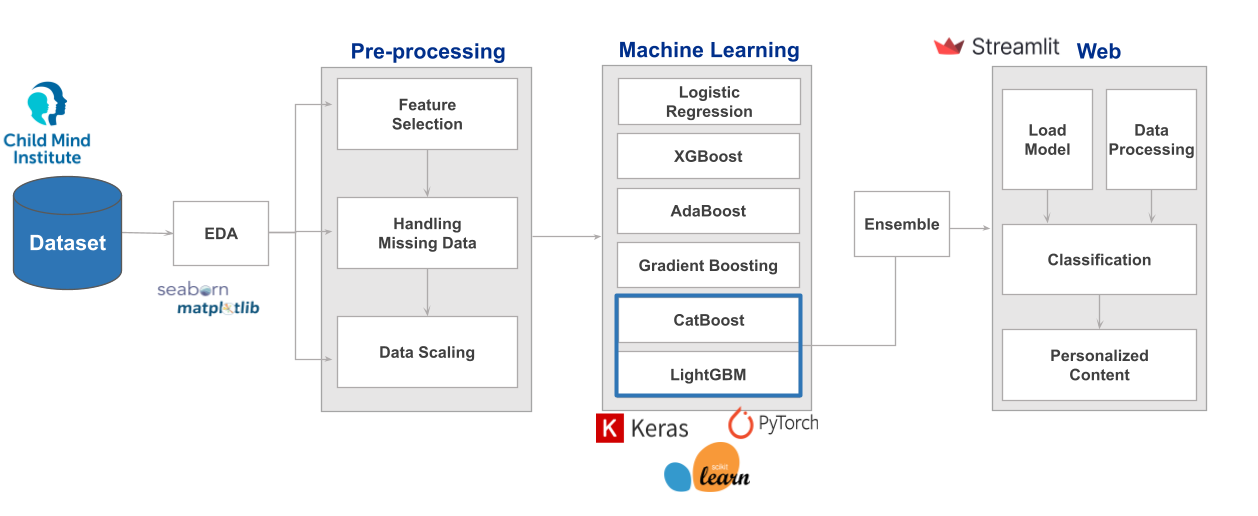 Child Mind
Institute
Dataset
EDA
seaborn
matplotlib
Pre-processing
Feature
Selection
Handling
Missing Data
Data Scaling
Machine Learning
Logistic
Regression
XGBoost
AdaBoost
Gradient Boosting
CatBoost
LightGBM
K Keras
PyTorch
scikit
learn
Ensemble
Streamlit
Web
Load
Model
Data
Processing
Classification
Personalized
Content